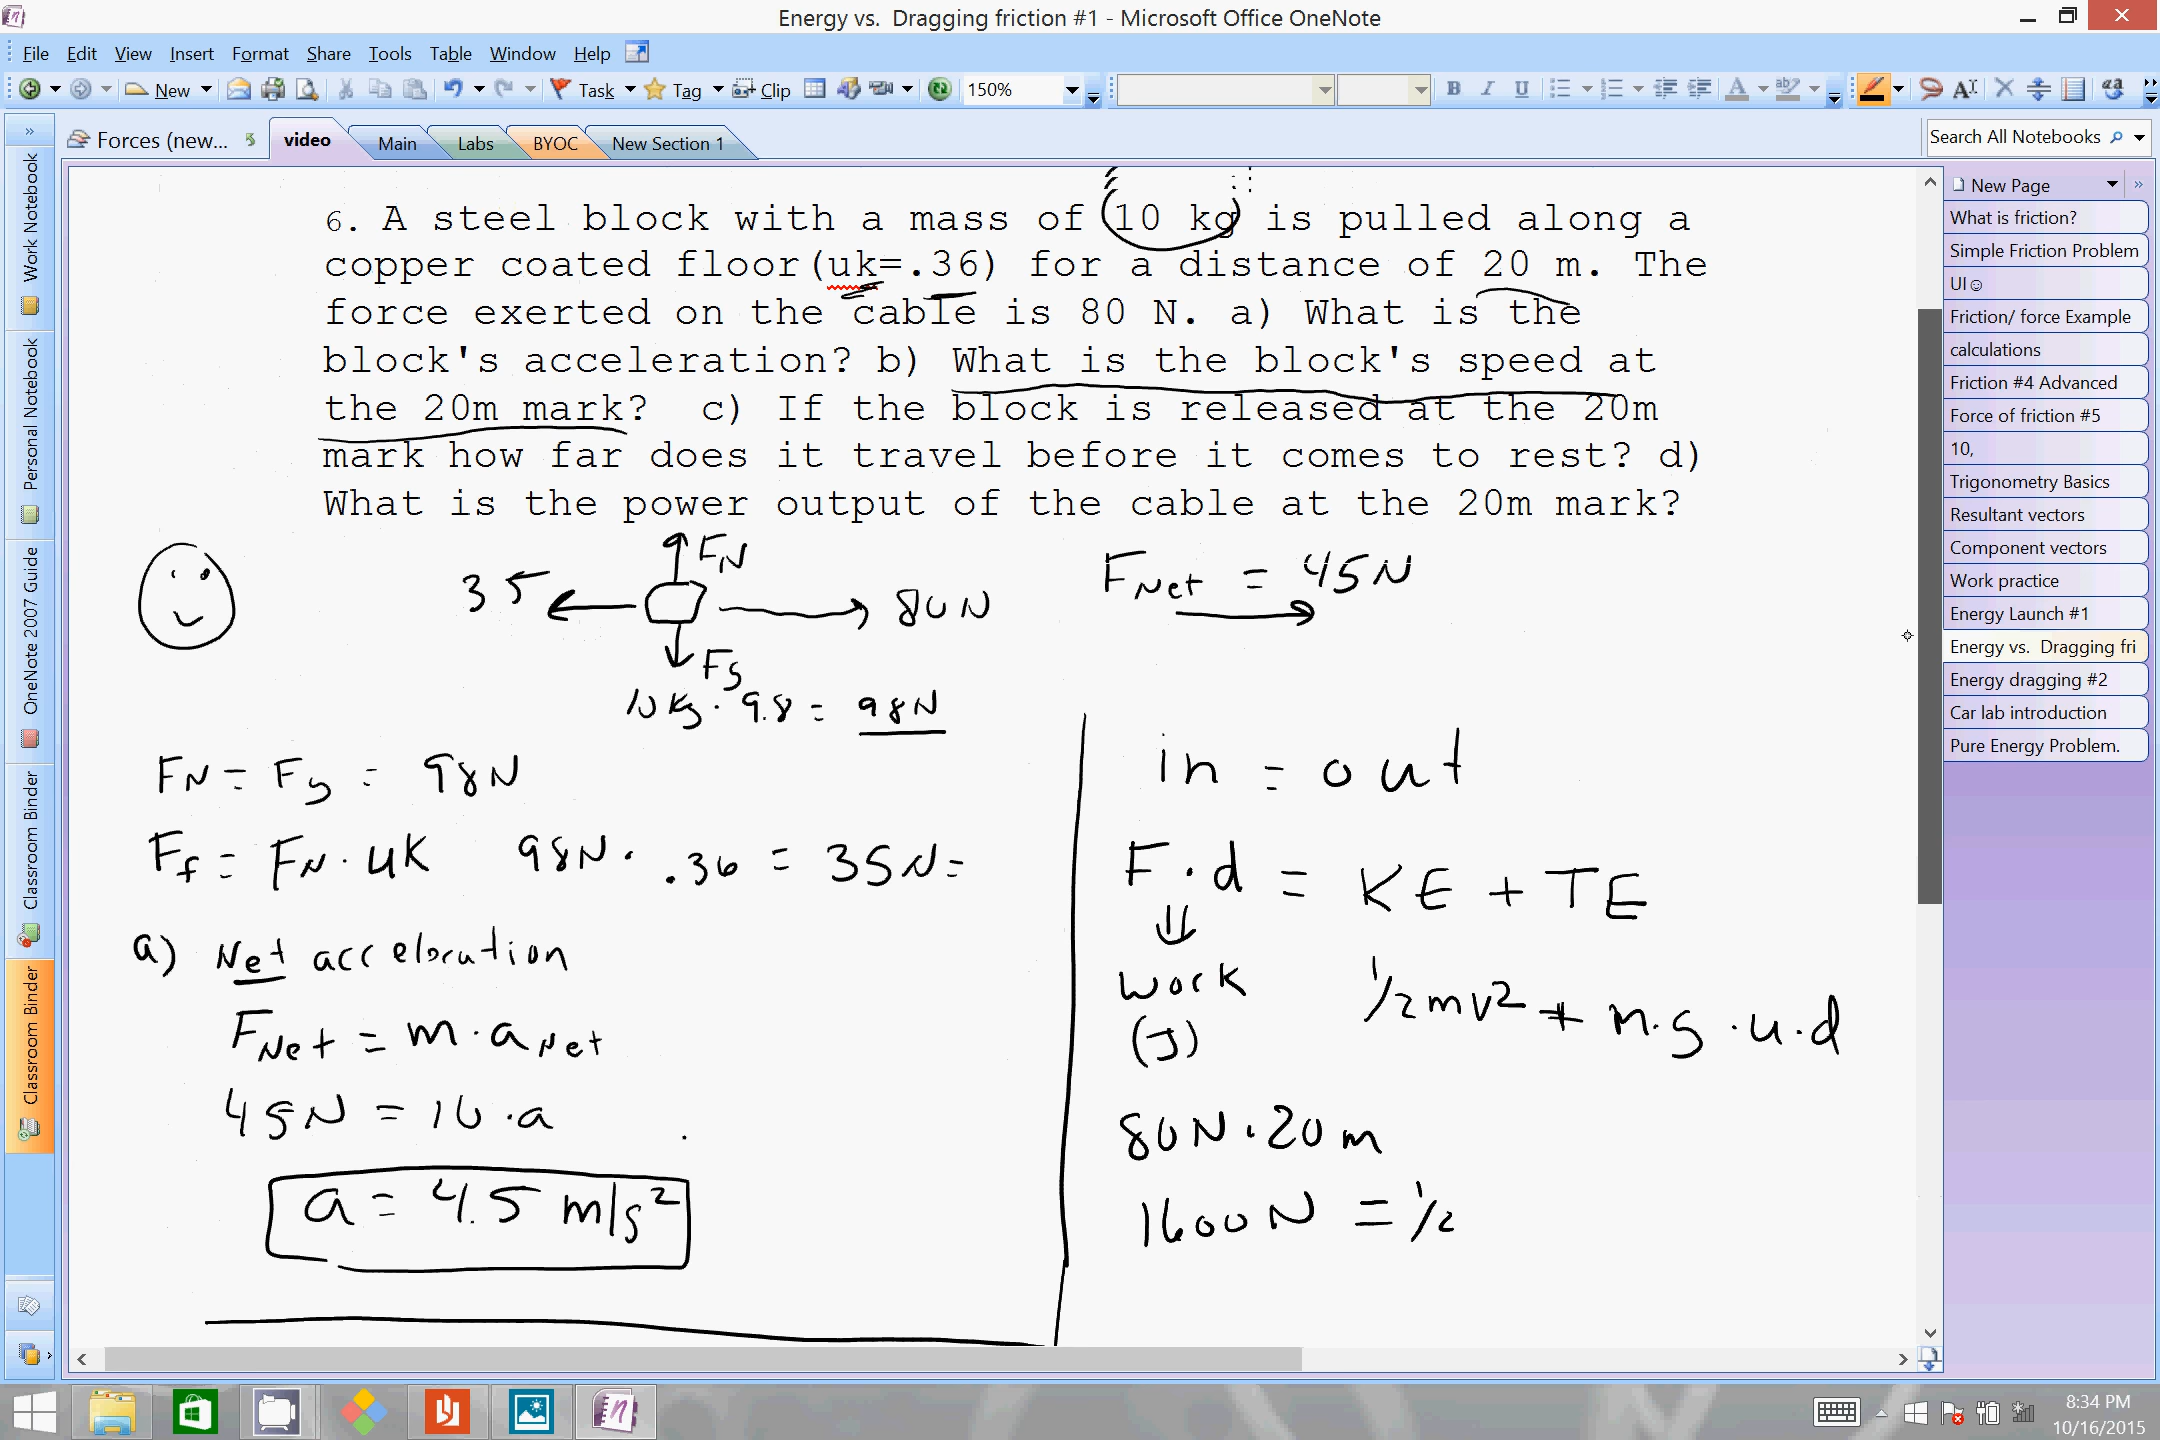 Energy vs.  Dragging friction #1 - Microsoft Office OneNote
File Edit View Insert Format Share Tools Table Window Help
New Task Tag Clip 150% B I U
Forces (new... video Main Labs BYOC New Section 1
Search All Notebooks
Work Notebook
Personal Notebook
OneNote 2007 Guide
Classroom Binder
Classroom Binder
6. A steel block with a mass of 10 kg is pulled along a
copper coated floor(uk=.36) for a distance of 20 m. The
force exerted on the cable is 80 N. a) What is the
block's acceleration? b) What is the block's speed at
the 20m mark?  c) If the block is released at the 20m
mark how far does it travel before it comes to rest? d)
What is the power output of the cable at the 20m mark?
FN
35
80N
Fg
10kg · 9.8 = 98N
FNet = 45N
FN = Fg = 98N
Ff = FN · uK 98N · .36 = 35N=
a) Net acceloration
FNet = m · aNet
45N = 10 · a
a = 4.5 m/s²
in = out
F · d = KE + TE
Work
(J)
½mv² + m·g·u·d
80N · 20m
1600N = ½
New Page
What is friction?
Simple Friction Problem
UI☺
Friction/ force Example
calculations
Friction #4 Advanced
Force of friction #5
10,
Trigonometry Basics
Resultant vectors
Component vectors
Work practice
Energy Launch #1
Energy vs.  Dragging fri
Energy dragging #2
Car lab introduction
Pure Energy Problem.
8:34 PM
10/16/2015